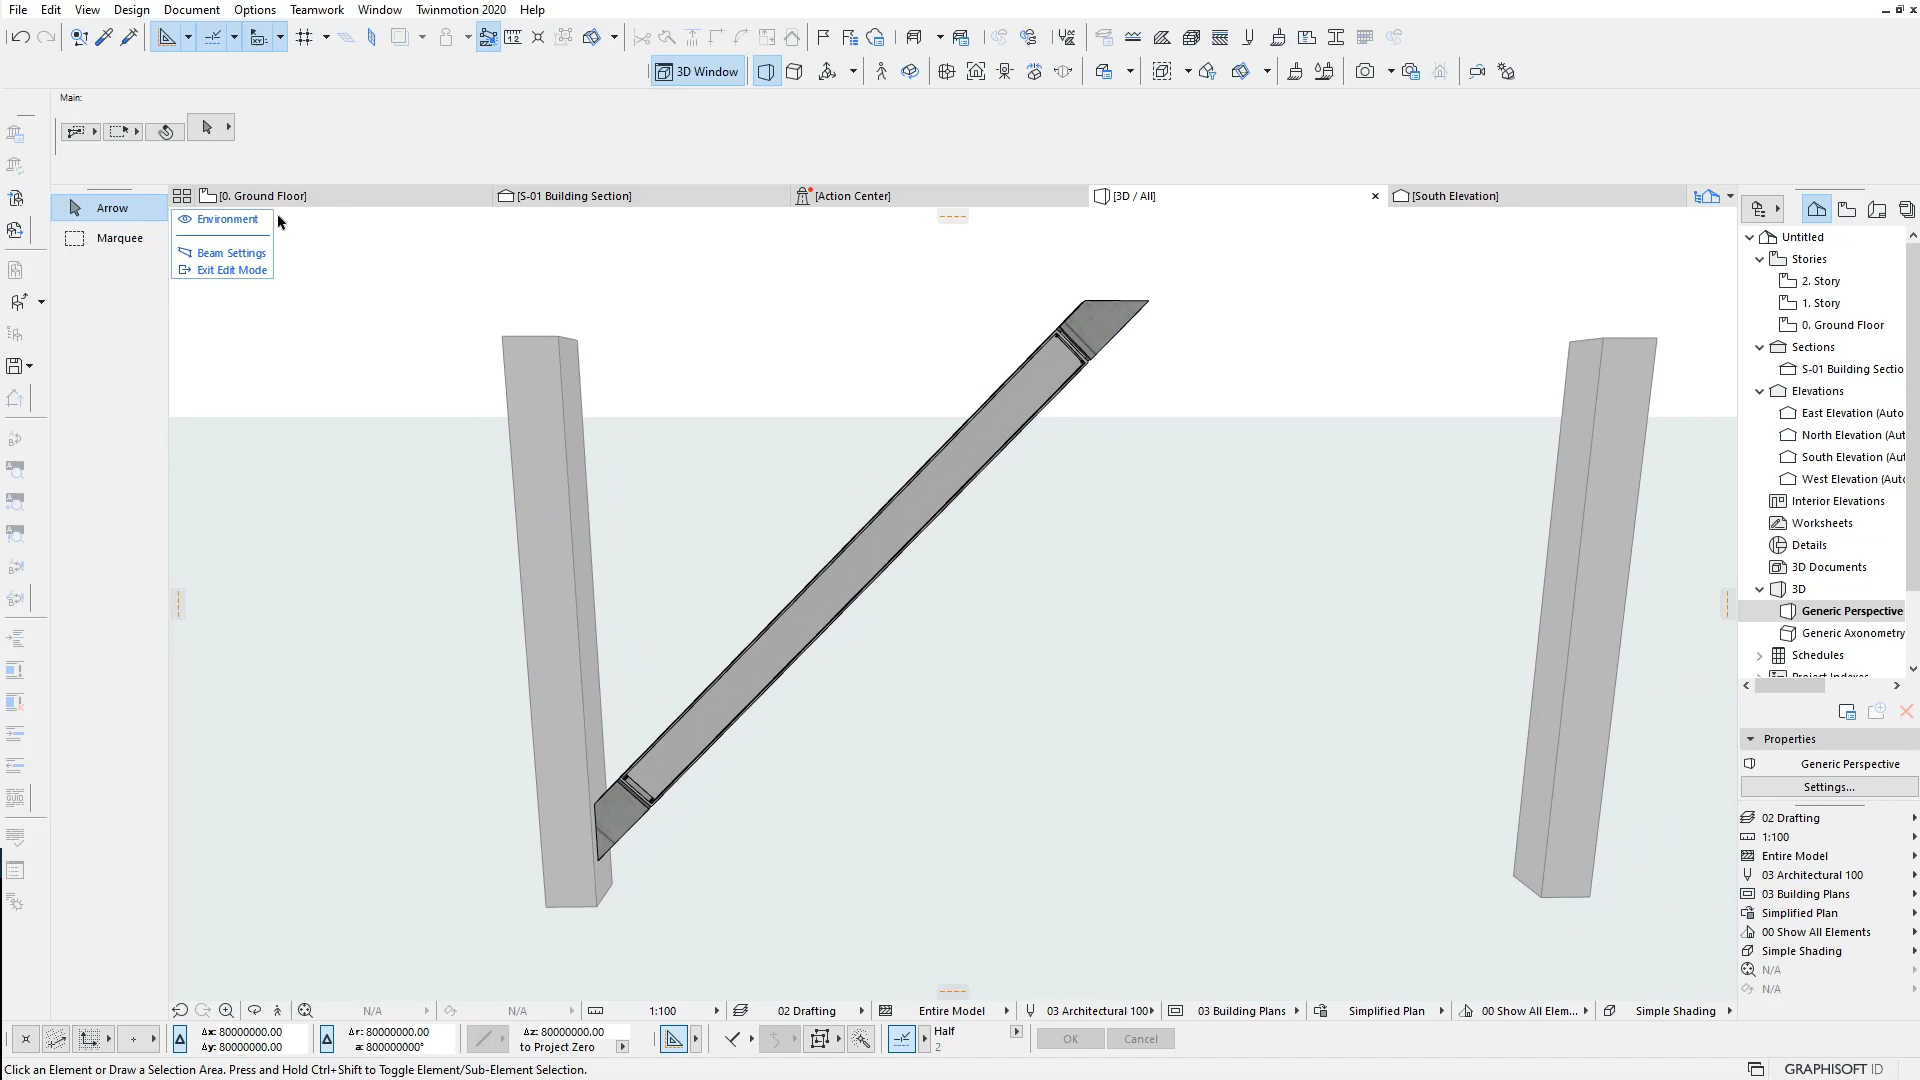 File Edit View Design Document Options Teamwork Window Twinmotion 2020 Help
3D Window
Main:
[0. Ground Floor] [S-01 Building Section] [Action Center] [3D / All] [South Elevation]
Arrow
Marquee
Environment
Beam Settings
Exit Edit Mode
Untitled
Stories
2. Story
1. Story
0. Ground Floor
Sections
S-01 Building Sectio
Elevations
East Elevation (Auto
North Elevation (Aut
South Elevation (Aut
West Elevation (Auto
Interior Elevations
Worksheets
Details
3D Documents
3D
Generic Perspective
Generic Axonometry
Schedules
Properties
Generic Perspective
Settings...
02 Drafting
1:100
Entire Model
03 Architectural 100
03 Building Plans
Simplified Plan
00 Show All Elements
Simple Shading
N/A
N/A
N/A N/A 1:100 02 Drafting Entire Model 03 Architectural 100 03 Building Plans Simplified Plan 00 Show All Elem... Simple Shading
Δx: 80000000.00 Δr: 80000000.00 Δz: 80000000.00 Half
Δy: 80000000.00 a: 800000000° to Project Zero 2
OK Cancel
Click an Element or Draw a Selection Area. Press and Hold Ctrl+Shift to Toggle Element/Sub-Element Selection.
GRAPHISOFT ID